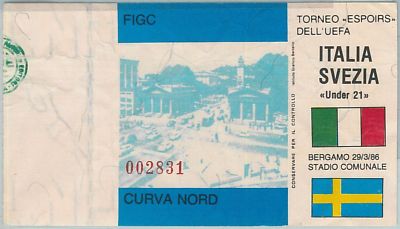 FIGC
002831
CURVA NORD
CONSERVARE PER IL CONTROLLO
TORNEO «ESPOIRS»
DELL'UEFA
ITALIA
SVEZIA
«Under 21»
BERGAMO 29/3/86
STADIO COMUNALE